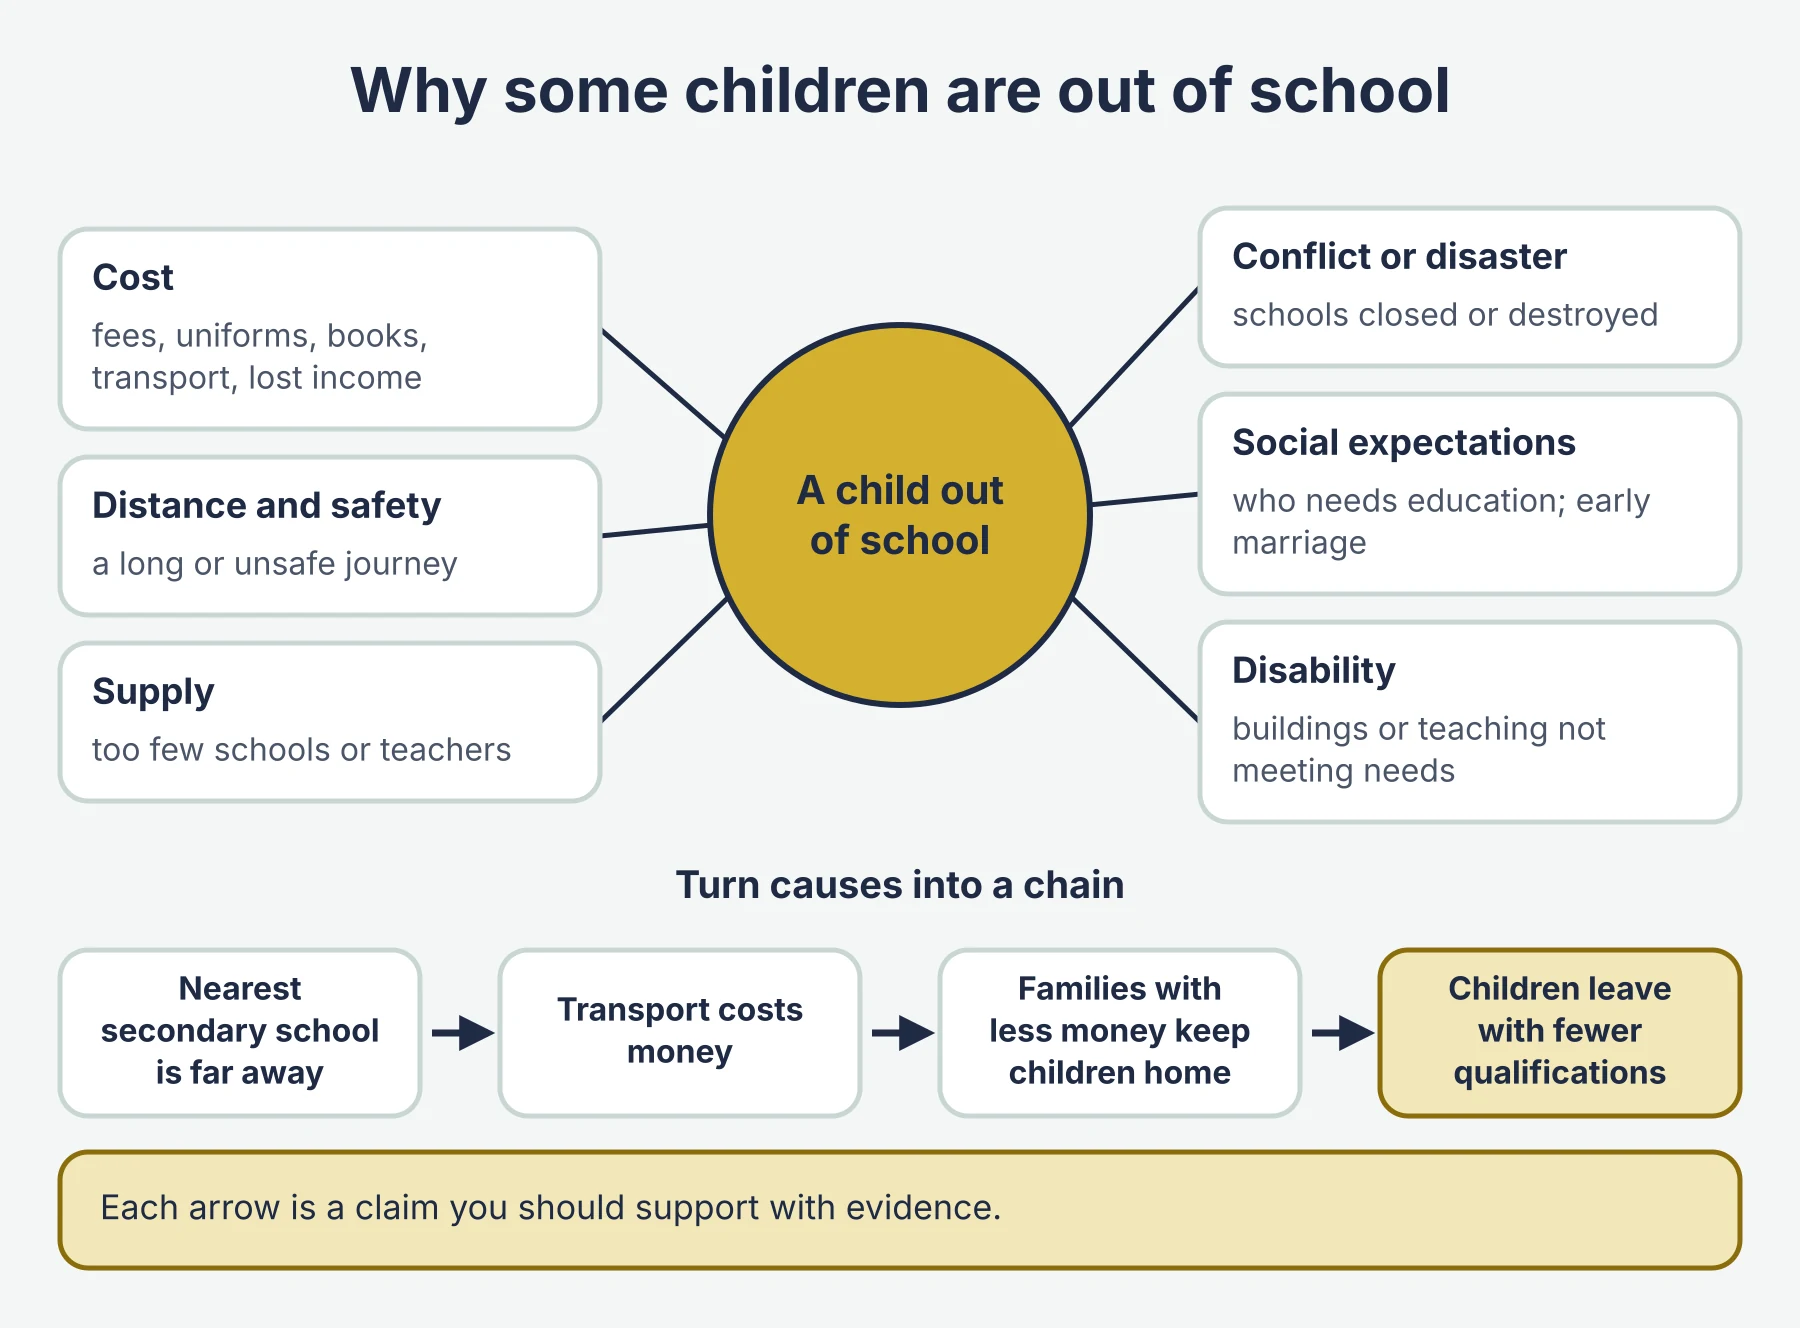 Why some children are out of school
Cost
fees, uniforms, books,
transport, lost income
Distance and safety
a long or unsafe journey
Supply
too few schools or teachers
A child out
of school
Conflict or disaster
schools closed or destroyed
Social expectations
who needs education; early
marriage
Disability
buildings or teaching not
meeting needs
Turn causes into a chain
Nearest
secondary school
is far away
Transport costs
money
Families with
less money keep
children home
Children leave
with fewer
qualifications
Each arrow is a claim you should support with evidence.